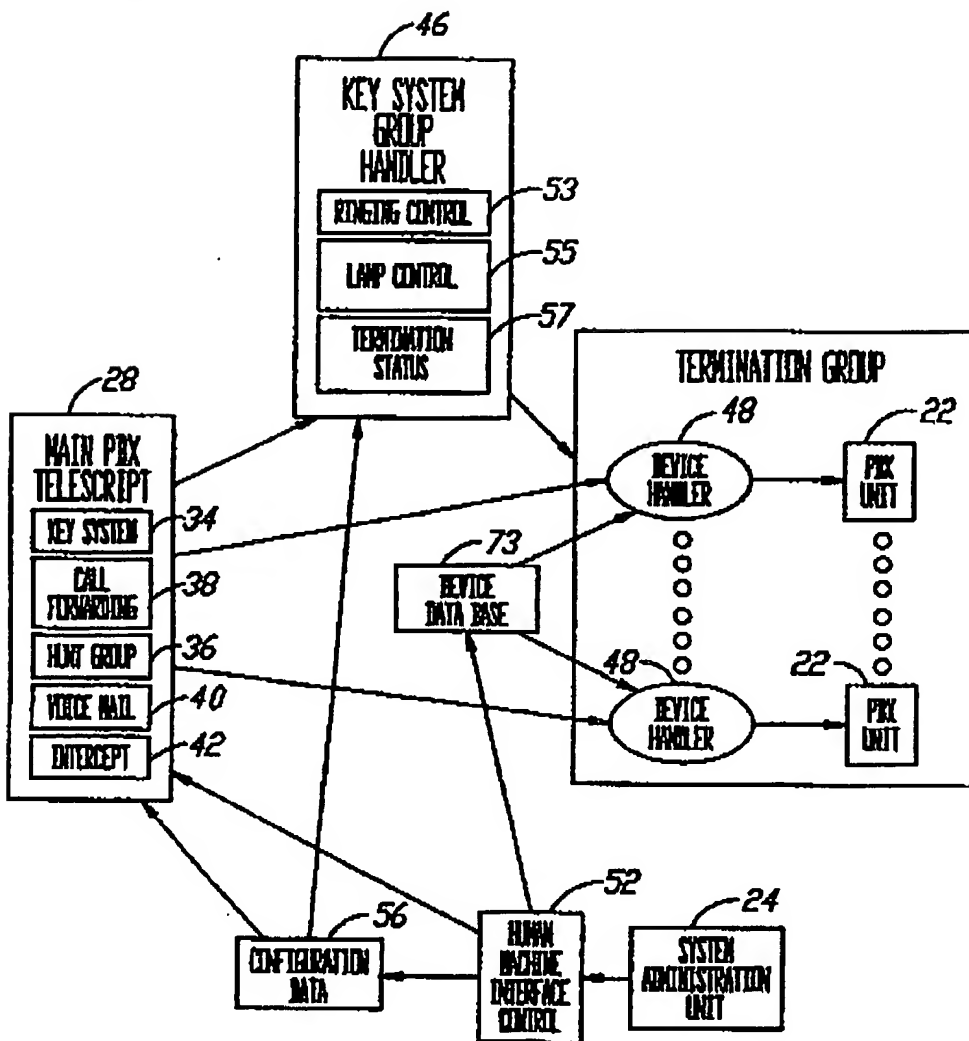 46
KEY SYSTEM
GROUP
HANDLER
RINGING CONTROL
53
LAMP CONTROL
55
TERMINATION
STATUS
57
TERMINATION GROUP
48
DEVICE
HANDLER
22
PBX
UNIT
28
MAIN PBX
TELESCRIPT
KEY SYSTEM
34
CALL
FORWARDING
38
HUNT GROUP
36
VOICE MAIL
40
INTERCEPT
42
73
DEVICE
DATA BASE
48
DEVICE
HANDLER
22
PBX
UNIT
56
CONFIGURATION
DATA
52
HUMAN
MACHINE
INTERFACE
CONTROL
24
SYSTEM
ADMINISTRATION
UNIT